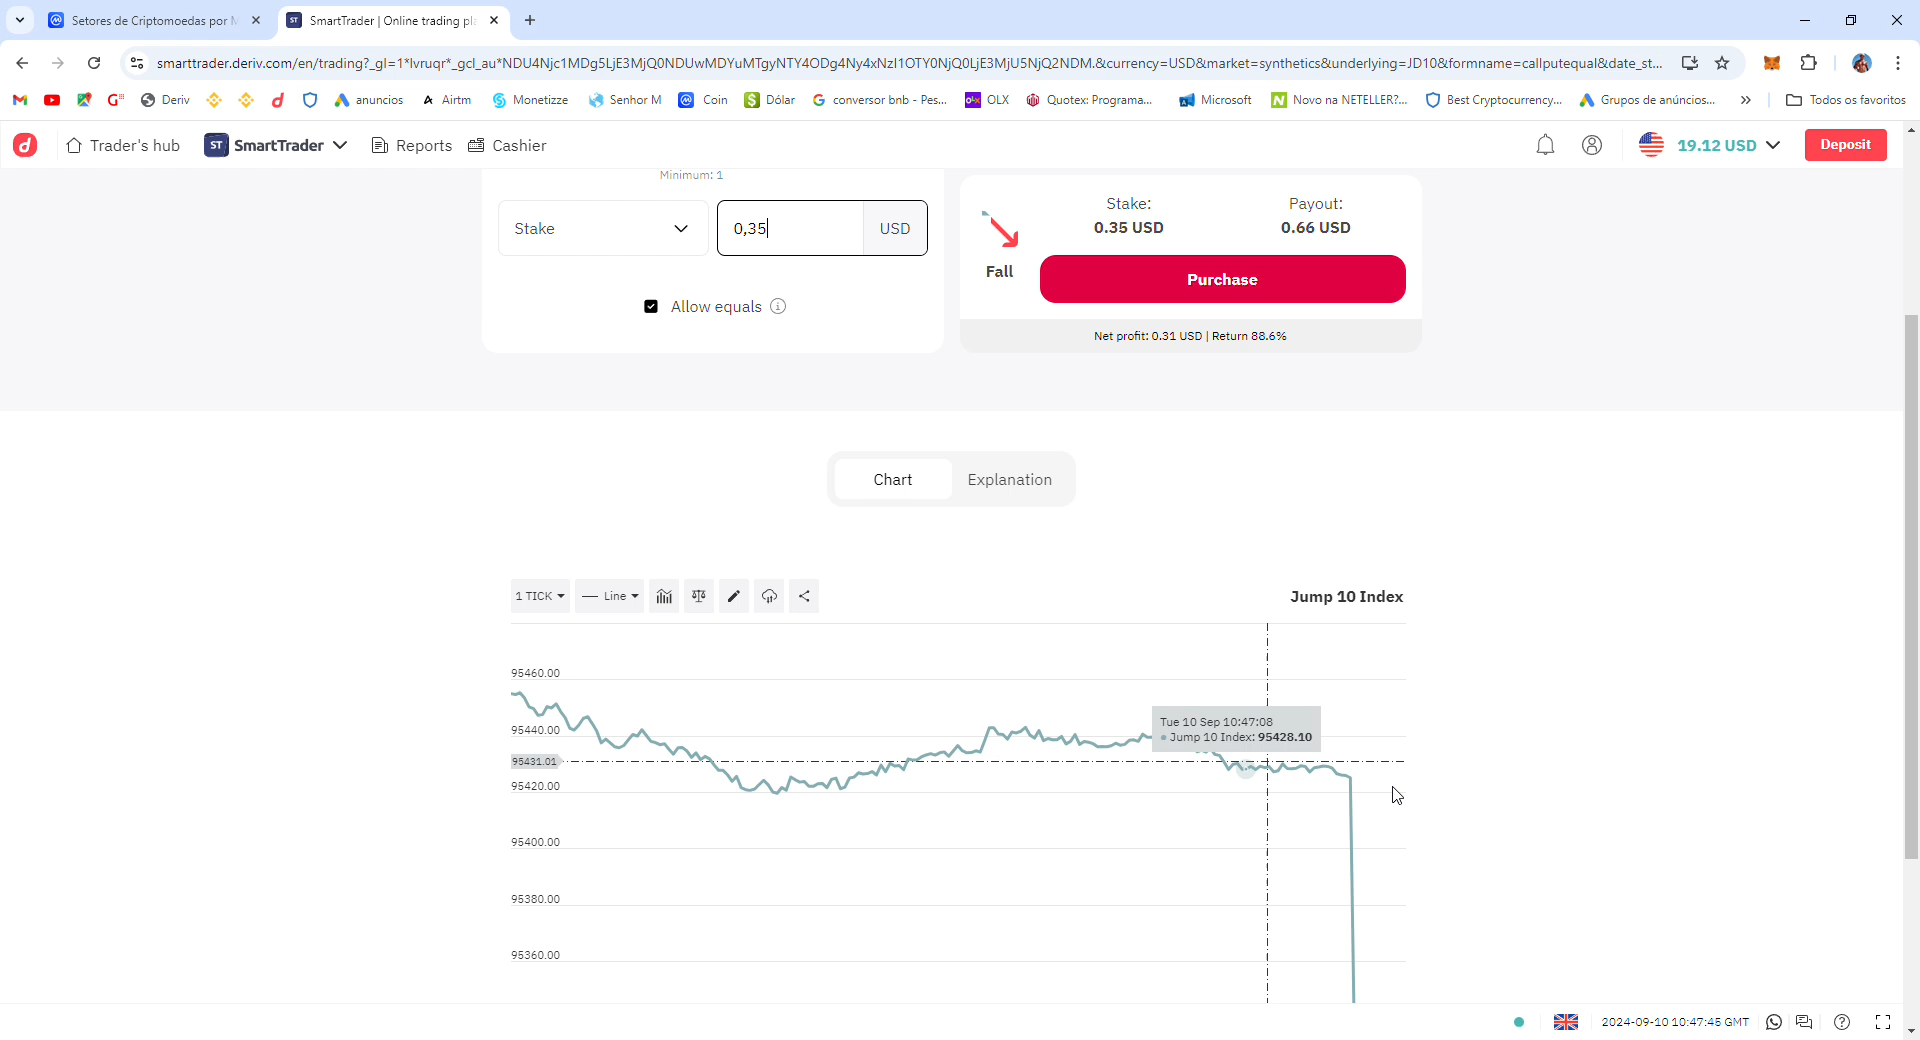 Setores de Criptomoedas por M
SmartTrader | Online trading pla
smarttrader.deriv.com/en/trading?_gl=1*lvruqr*_gcl_au*NDU4Njc1MDg5LjE3MjQ0NDUwMDYuMTgyNTY4ODg4Ny4xNzI1OTY0NjQ0LjE3MjU5NjQ2NDM.&currency=USD&market=synthetics&underlying=JD10&formname=callputequal&date_st...
Deriv
anuncios
Airtm
Monetizze
Senhor M
Coin
Dólar
conversor bnb - Pes...
OLX
Quotex: Programa...
Microsoft
Novo na NETELLER?...
Best Cryptocurrency,...
Grupos de anúncios...
Todos os favoritos
Trader's hub
ST SmartTrader
Reports
Cashier
19.12 USD
Deposit
Minimum: 1
Stake
0,35
USD
Allow equals
Stake:
0.35 USD
Payout:
0.66 USD
Fall
Purchase
Net profit: 0.31 USD | Return 88.6%
Chart
Explanation
1 TICK
Line
Jump 10 Index
95460.00
95440.00
95431.01
95420.00
95400.00
95380.00
95360.00
Tue 10 Sep 10:47:08
Jump 10 Index: 95428.10
2024-09-10 10:47:45 GMT